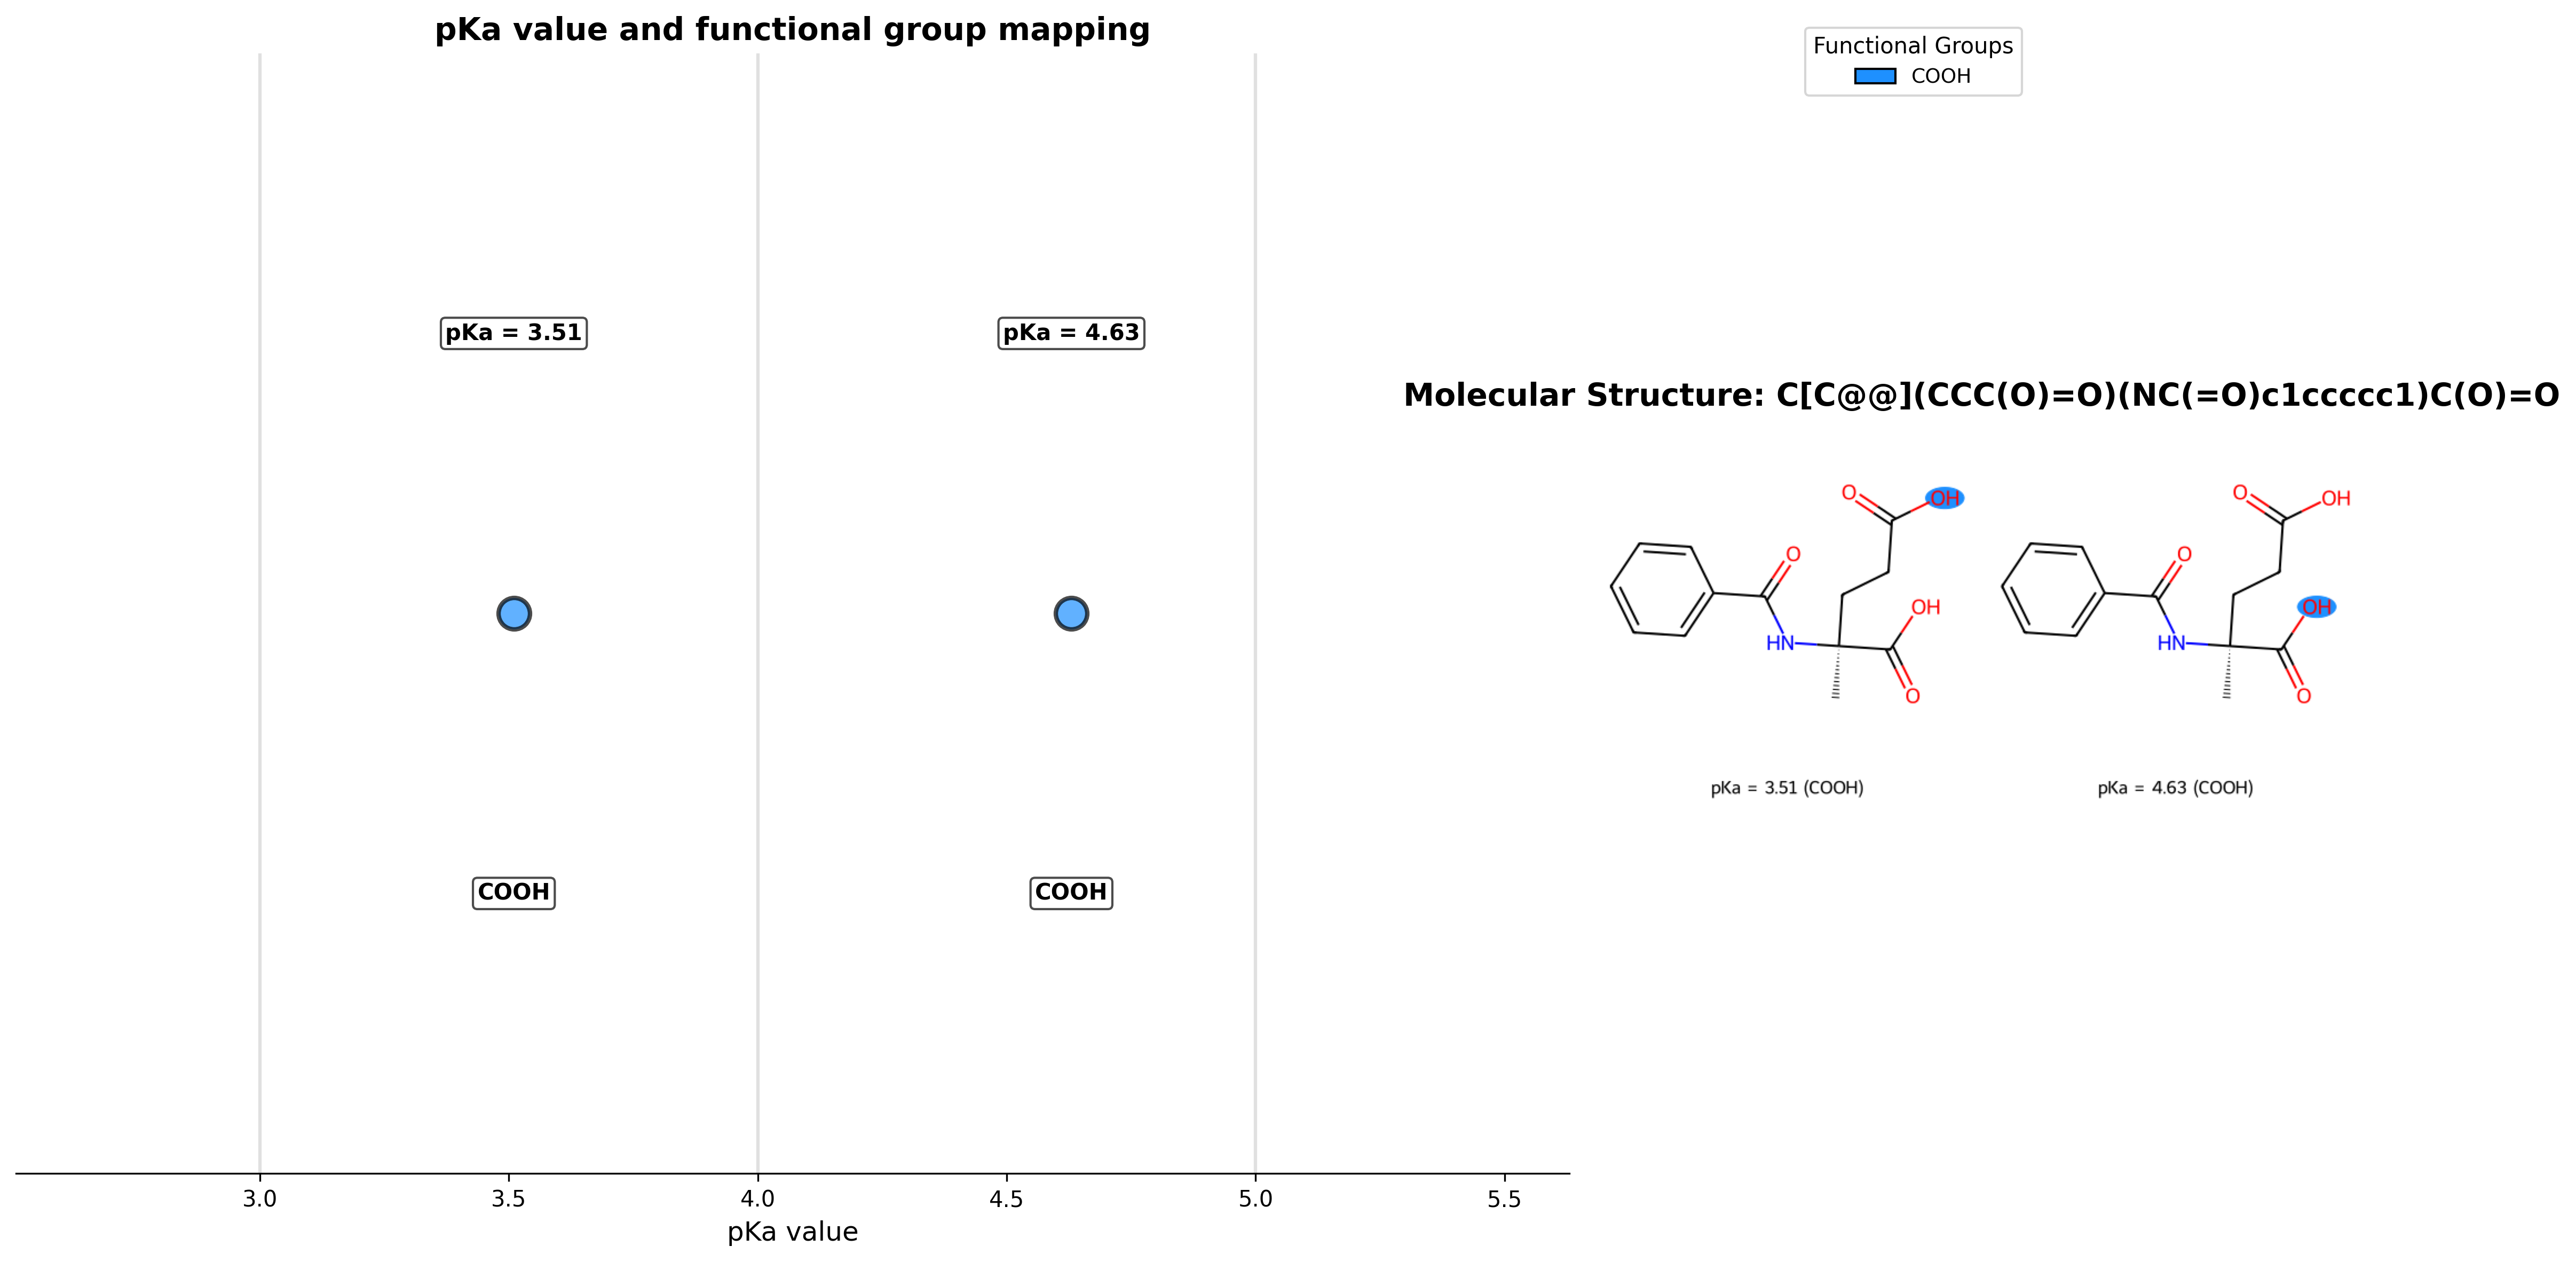 pKa value and functional group mapping
pKa = 3.51
pKa = 4.63
COOH
COOH
3.0
3.5
4.0
4.5
5.0
5.5
pKa value
Functional Groups
COOH
Molecular Structure: C[C@@](CCC(O)=O)(NC(=O)c1ccccc1)C(O)=O
O
OH
O
OH
HN
O
pKa = 3.51 (COOH)
O
OH
O
OH
HN
O
pKa = 4.63 (COOH)